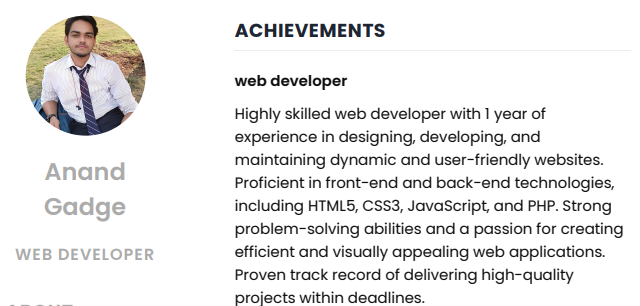 Anand
Gadge
WEB DEVELOPER
ACHIEVEMENTS
web developer
Highly skilled web developer with 1 year of
experience in designing, developing, and
maintaining dynamic and user-friendly websites.
Proficient in front-end and back-end technologies,
including HTML5, CSS3, JavaScript, and PHP. Strong
problem-solving abilities and a passion for creating
efficient and visually appealing web applications.
Proven track record of delivering high-quality
projects within deadlines.